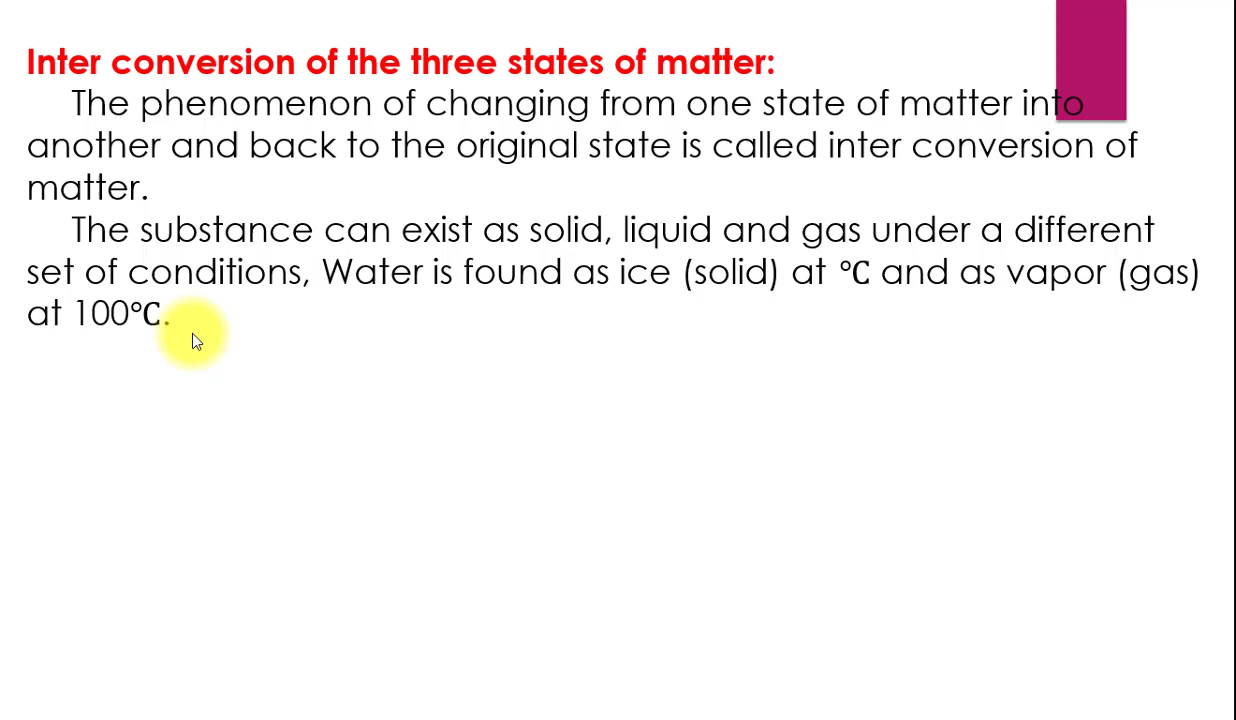 Inter conversion of the three states of matter:
The phenomenon of changing from one state of matter into
another and back to the original state is called inter conversion of
matter.
The substance can exist as solid, liquid and gas under a different
set of conditions, Water is found as ice (solid) at °C and as vapor (gas)
at 100°C.